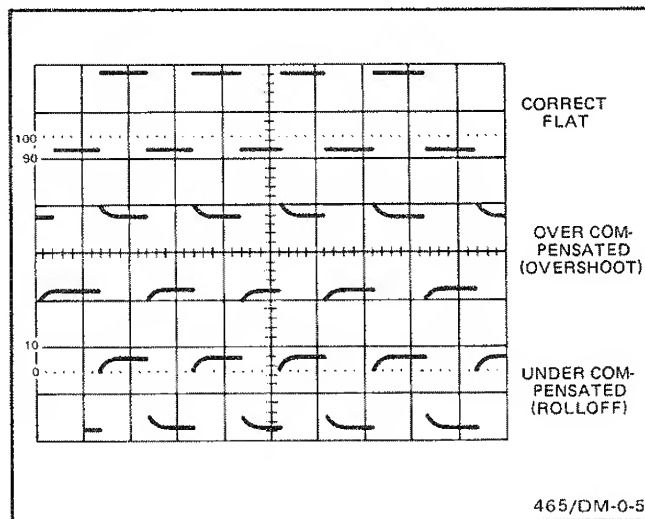 CORRECT
FLAT
100
90
OVER COM-
PENSATED
(OVERSHOOT)
10
0
UNDER COM-
PENSATED
(ROLLOFF)
465/DM-0-5